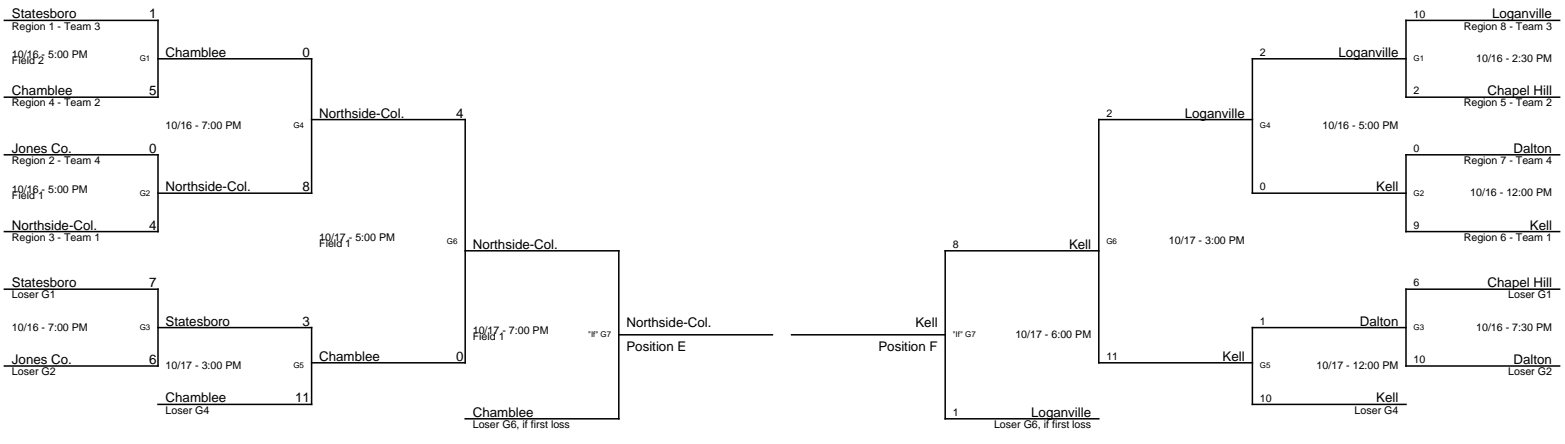 Statesboro 1
Region 1 - Team 3
10/16 - 5:00 PM
Field 2
G1
Chamblee 0
Chamblee 5
Region 4 - Team 2
10/16 - 7:00 PM G4
Northside-Col. 4
Jones Co. 0
Region 2 - Team 4
10/16 - 5:00 PM
Field 1
G2
Northside-Col. 8
Northside-Col. 4
Region 3 - Team 1
10/17 - 5:00 PM
Field 1
G6
Northside-Col.
Statesboro 7
Loser G1
10/16 - 7:00 PM G3
Statesboro 3
Jones Co. 6
Loser G2
10/17 - 3:00 PM G5
Chamblee 0
Chamblee 11
Loser G4
10/17 - 7:00 PM
Field 1
"If" G7
Northside-Col.
Position E
Chamblee
Loser G6, if first loss
10 Loganville
Region 8 - Team 3
2 Loganville
G1 10/16 - 2:30 PM
2 Chapel Hill
Region 5 - Team 2
2 Loganville
G4 10/16 - 5:00 PM
0 Dalton
Region 7 - Team 4
0 Kell
G2 10/16 - 12:00 PM
9 Kell
Region 6 - Team 1
8 Kell
G6 10/17 - 3:00 PM
6 Chapel Hill
Loser G1
1 Dalton
G3 10/16 - 7:30 PM
10 Dalton
Loser G2
11 Kell
G5 10/17 - 12:00 PM
10 Kell
Loser G4
Kell
Position F
"If" G7 10/17 - 6:00 PM
1 Loganville
Loser G6, if first loss